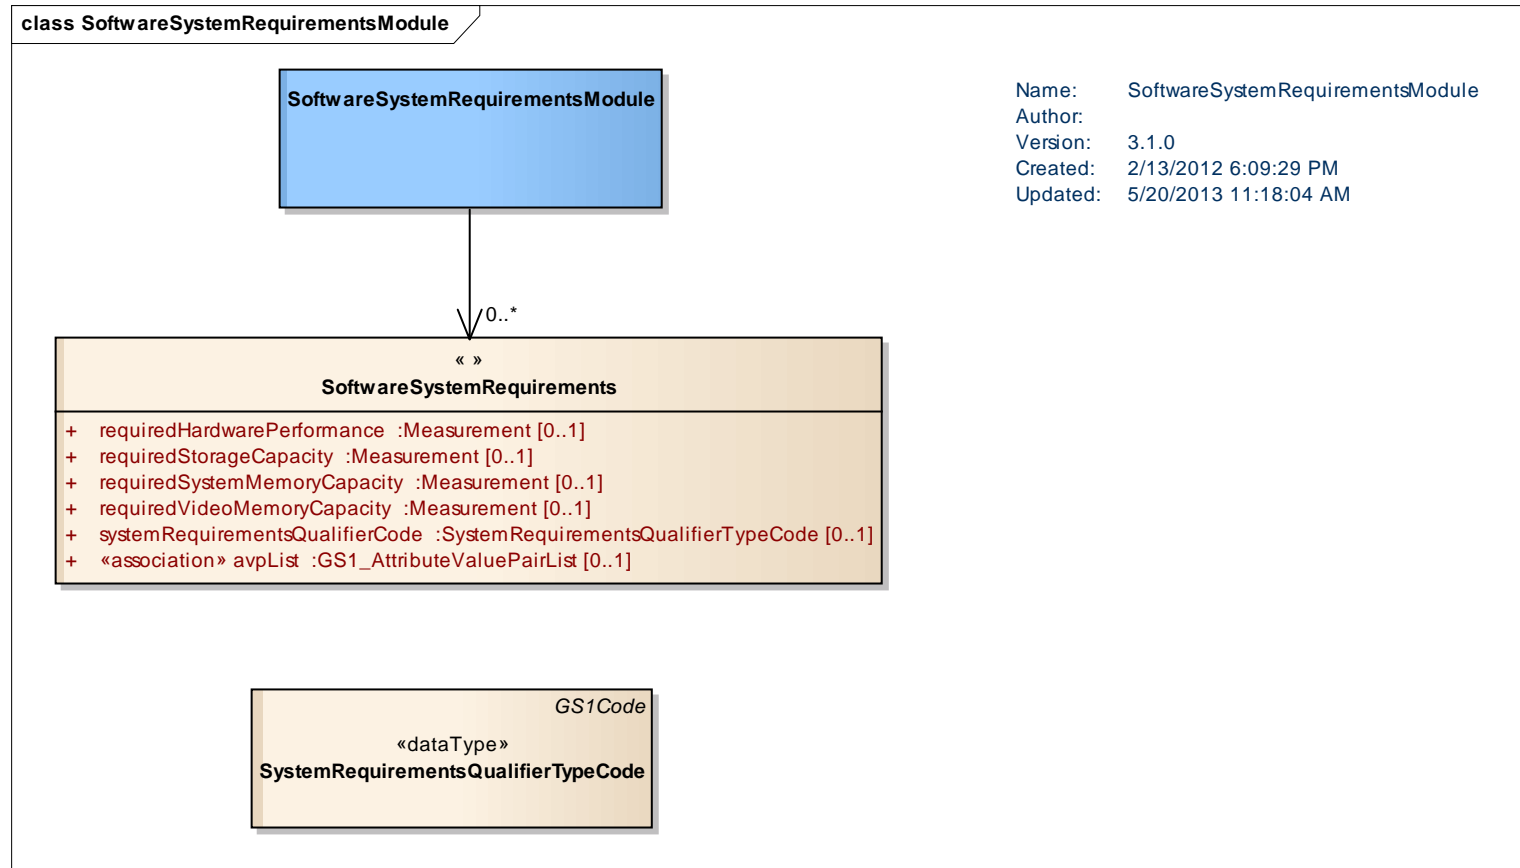 class SoftwareSystemRequirementsModule
SoftwareSystemRequirementsModule
Name: SoftwareSystemRequirementsModule
Author:
Version: 3.1.0
Created: 2/13/2012 6:09:29 PM
Updated: 5/20/2013 11:18:04 AM
0..*
« »
SoftwareSystemRequirements
+ requiredHardwarePerformance :Measurement [0..1]
+ requiredStorageCapacity :Measurement [0..1]
+ requiredSystemMemoryCapacity :Measurement [0..1]
+ requiredVideoMemoryCapacity :Measurement [0..1]
+ systemRequirementsQualifierCode :SystemRequirementsQualifierTypeCode [0..1]
+ «association» avpList :GS1_AttributeValuePairList [0..1]
GS1Code
«dataType»
SystemRequirementsQualifierTypeCode